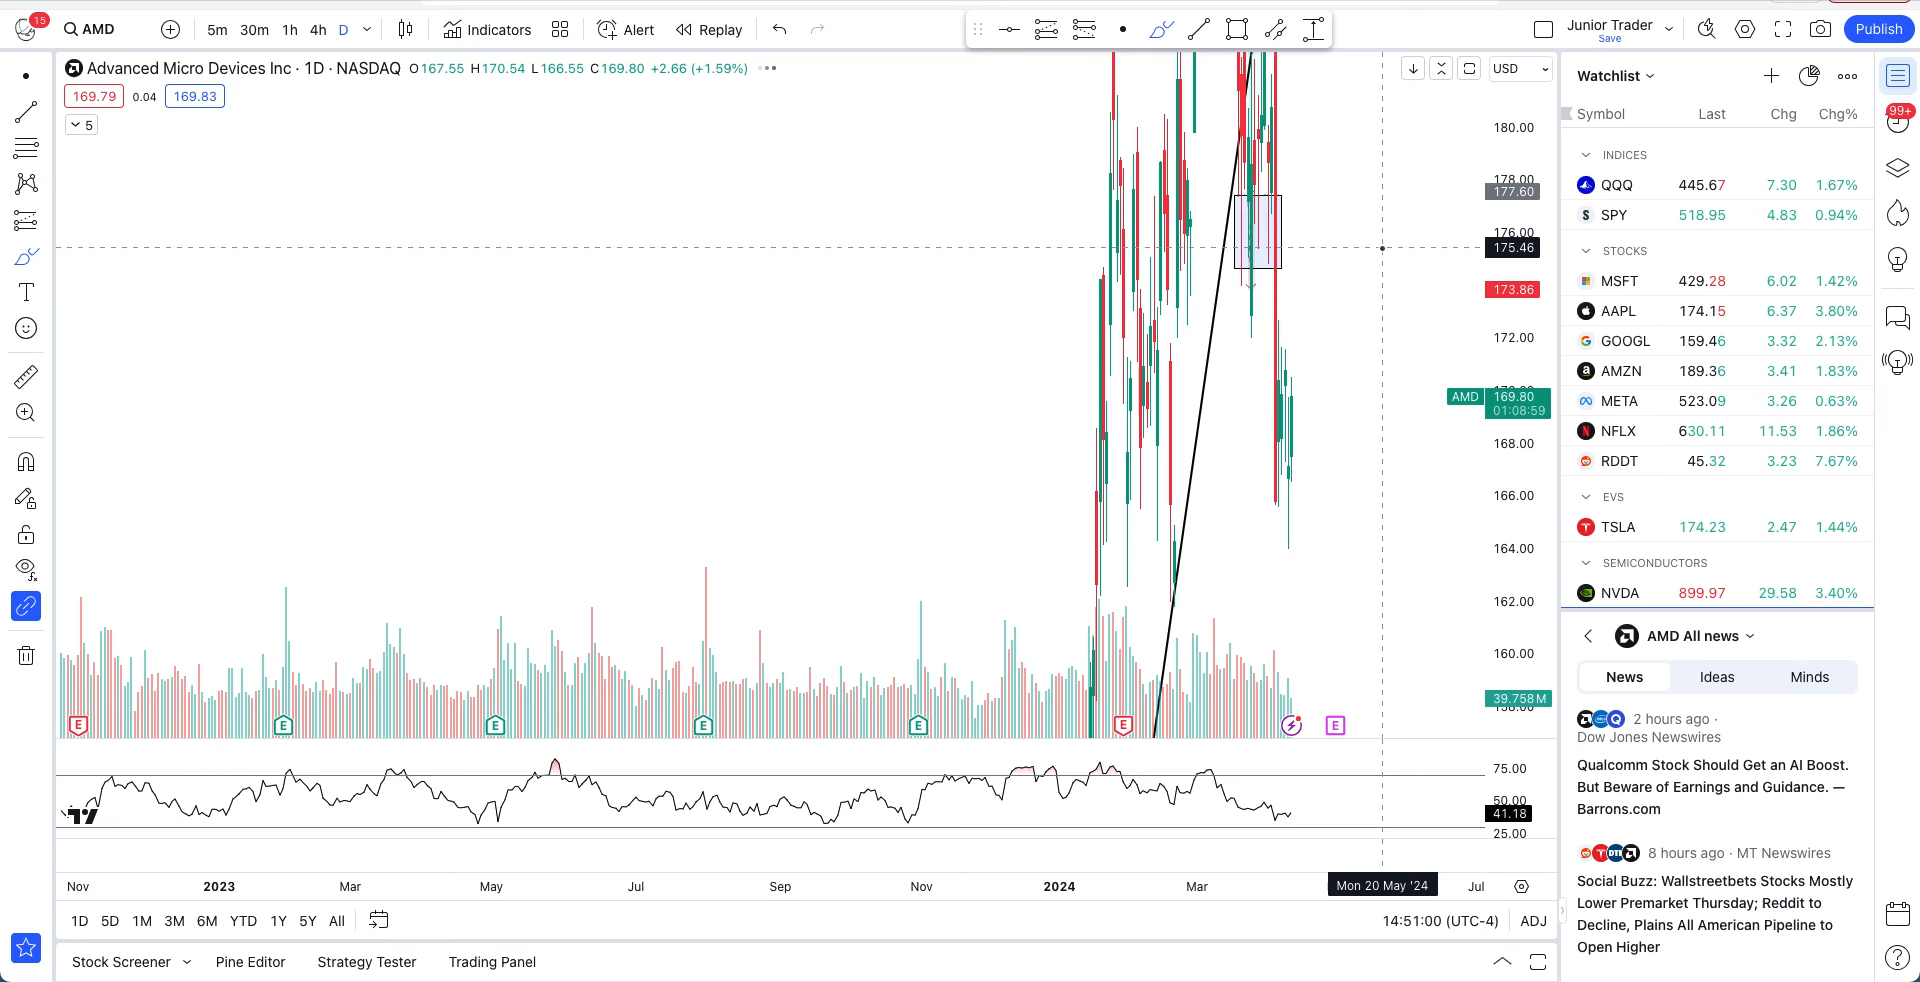 15
AMD
5m 30m 1h 4h D
Indicators
Alert
Replay
Junior Trader
Save
Publish
Advanced Micro Devices Inc · 1D · NASDAQ O167.55 H170.54 L166.55 C169.80 +2.66 (+1.59%)
169.79 0.04 169.83
5
USD
180.00
178.00
177.60
176.00
175.46
173.86
172.00
AMD 169.80
01:08:59
168.00
166.00
164.00
162.00
160.00
39.758M
158.00
E E E E E E E
75.00
50.00
41.18
25.00
Nov 2023 Mar May Jul Sep Nov 2024 Mar Mon 20 May '24 Jul
1D 5D 1M 3M 6M YTD 1Y 5Y All
14:51:00 (UTC-4) ADJ
Stock Screener Pine Editor Strategy Tester Trading Panel
Watchlist
Symbol Last Chg Chg%
INDICES
QQQ 445.67 7.30 1.67%
SPY 518.95 4.83 0.94%
STOCKS
MSFT 429.28 6.02 1.42%
AAPL 174.15 6.37 3.80%
GOOGL 159.46 3.32 2.13%
AMZN 189.36 3.41 1.83%
META 523.09 3.26 0.63%
NFLX 630.11 11.53 1.86%
RDDT 45.32 3.23 7.67%
EVS
TSLA 174.23 2.47 1.44%
SEMICONDUCTORS
NVDA 899.97 29.58 3.40%
AMD All news
News Ideas Minds
2 hours ago ·
Dow Jones Newswires
Qualcomm Stock Should Get an AI Boost.
But Beware of Earnings and Guidance. —
Barrons.com
8 hours ago · MT Newswires
Social Buzz: Wallstreetbets Stocks Mostly
Lower Premarket Thursday; Reddit to
Decline, Plains All American Pipeline to
Open Higher
99+